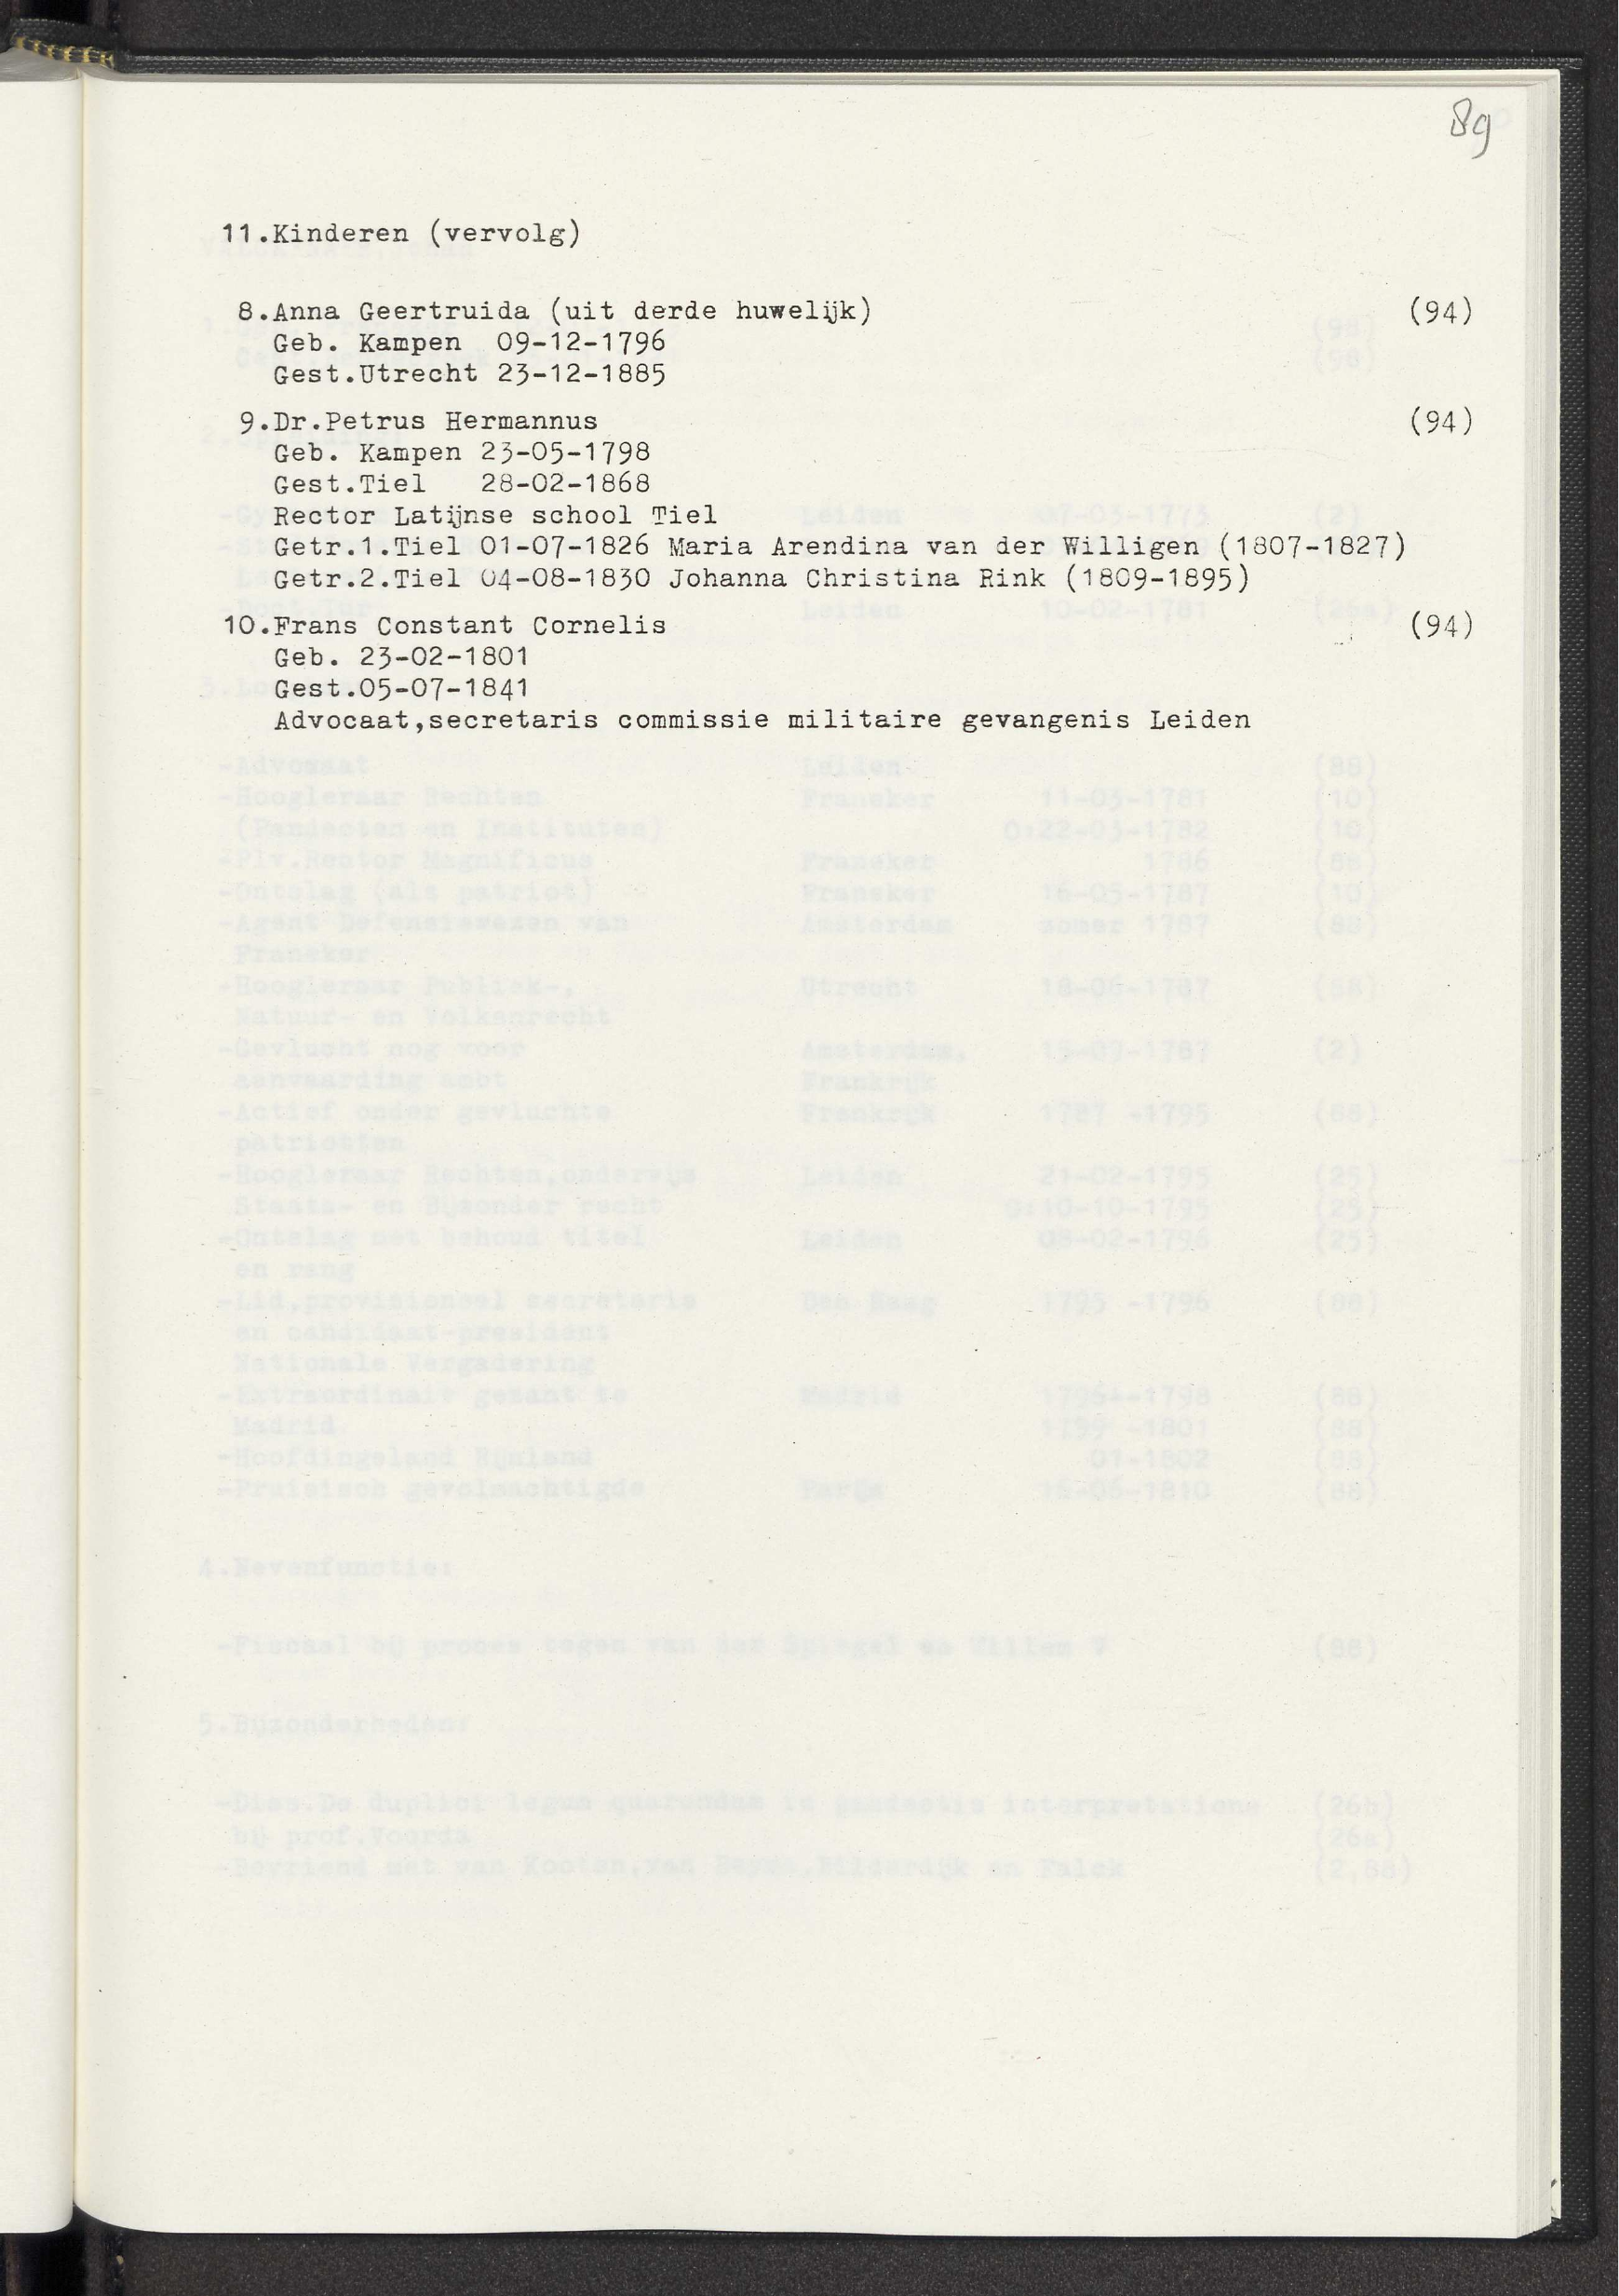 89
11.Kinderen (vervolg)
8.Anna Geertruida (uit derde huwelijk) (94)
Geb. Kampen 09-12-1796
Gest.Utrecht 23-12-1885
9.Dr.Petrus Hermannus (94)
Geb. Kampen 23-05-1798
Gest.Tiel 28-02-1868
Rector Latijnse school Tiel
Getr.1.Tiel 01-07-1826 Maria Arendina van der Willigen (1807-1827)
Getr.2.Tiel 04-08-1830 Johanna Christina Rink (1809-1895)
10.Frans Constant Cornelis (94)
Geb. 23-02-1801
Gest.05-07-1841
Advocaat,secretaris commissie militaire gevangenis Leiden